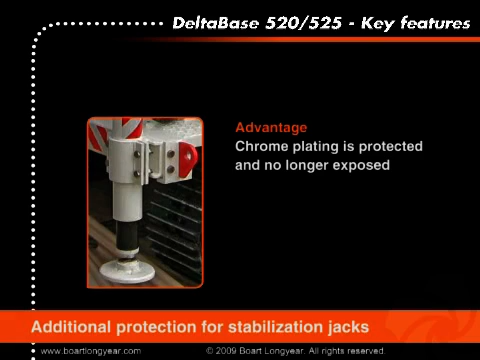 DeltaBase 520/525 - Key features
Advantage
Chrome plating is protected
and no longer exposed
Additional protection for stabilization jacks
www.boartlongyear.com
© 2009 Boart Longyear. All rights reserved.